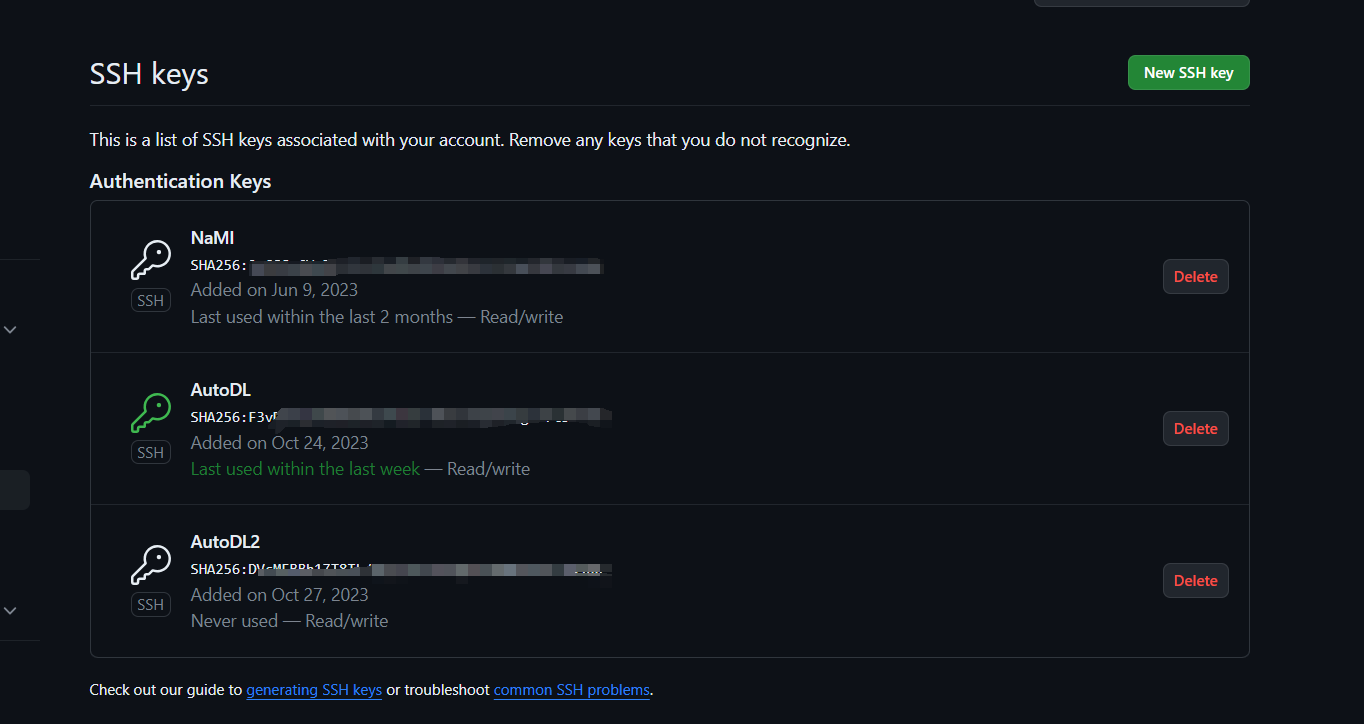 SSH keys
New SSH key
This is a list of SSH keys associated with your account. Remove any keys that you do not recognize.
Authentication Keys
NaMI
SHA256:
Added on Jun 9, 2023
Last used within the last 2 months — Read/write
SSH
Delete
AutoDL
SHA256:F3v
Added on Oct 24, 2023
Last used within the last week — Read/write
SSH
Delete
AutoDL2
SHA256:
Added on Oct 27, 2023
Never used — Read/write
SSH
Delete
Check out our guide to generating SSH keys or troubleshoot common SSH problems.